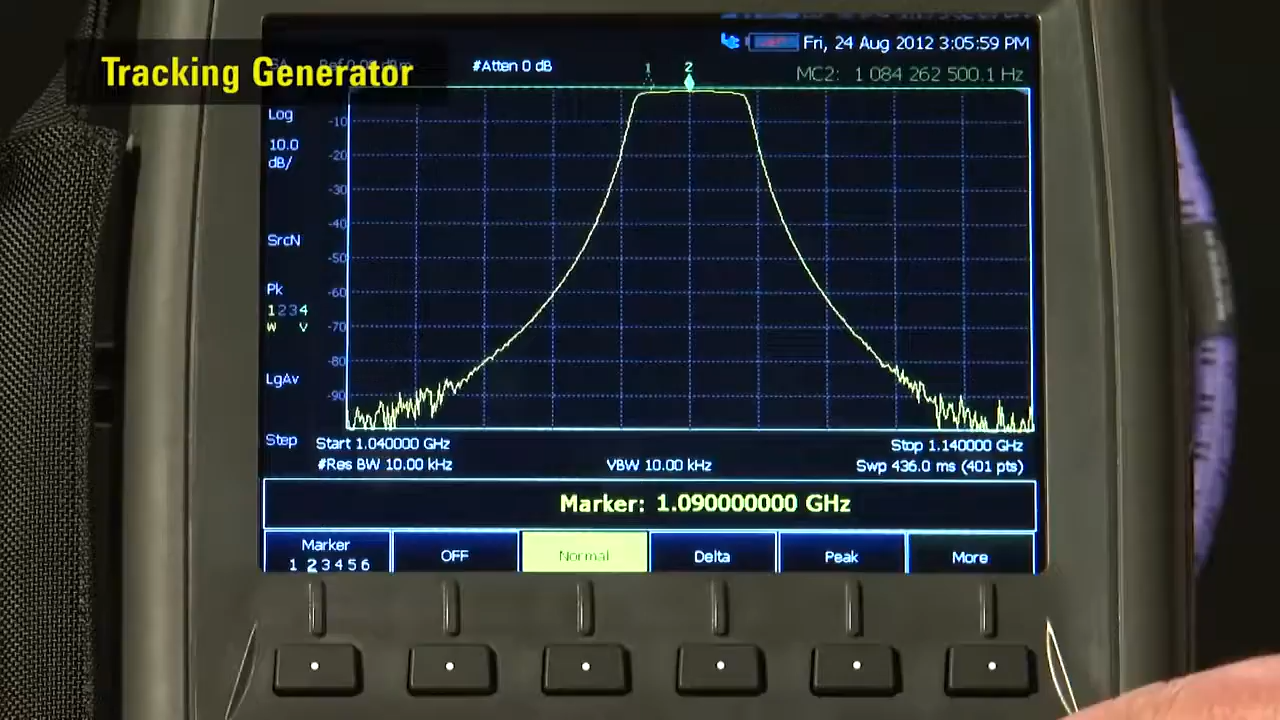 Tracking Generator
#Atten 0 dB
Fri, 24 Aug 2012 3:05:59 PM
MC2: 1 084 262 500.1 Hz
1
2
Log
10.0
dB/
SrcN
Pk
1234
W V
LgAv
Step
-10
-20
-30
-40
-50
-60
-70
-80
-90
Start 1.040000 GHz
Stop 1.140000 GHz
#Res BW 10.00 kHz
VBW 10.00 kHz
Swp 436.0 ms (401 pts)
Marker: 1.090000000 GHz
Marker
1 2 3 4 5 6
OFF
Normal
Delta
Peak
More